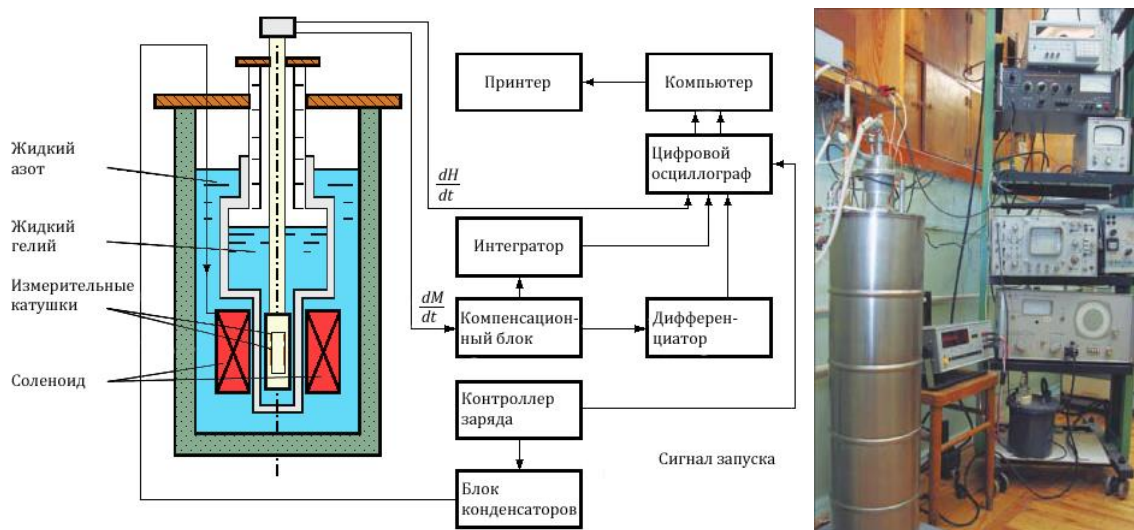 Жидкий
азот
Жидкий
гелий
Измерительные
катушки
Соленоид
Принтер
Компьютер
Цифровой
осциллограф
dH
dt
Интегратор
dM
dt
Компенсацион-
ный блок
Дифферен-
циатор
Контроллер
заряда
Сигнал запуска
Блок
конденсаторов